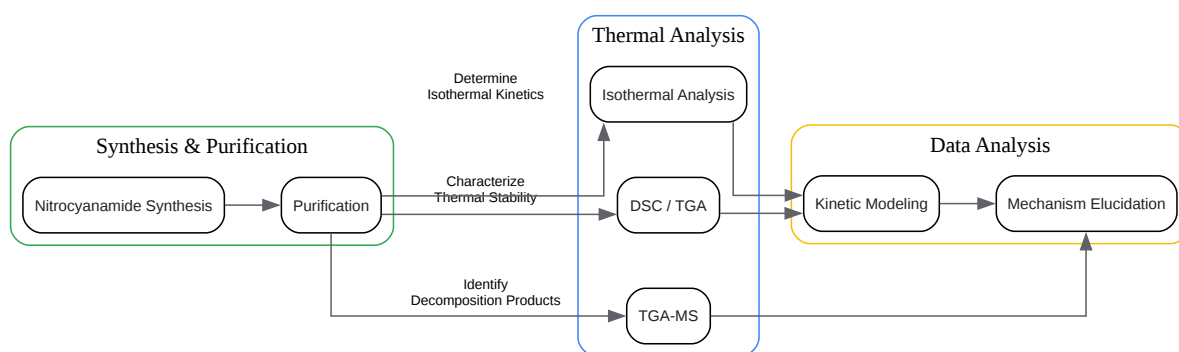 Synthesis & Purification
Nitrocyanamide Synthesis
Purification
Determine
Isothermal Kinetics
Characterize
Thermal Stability
Identify
Decomposition Products
Thermal Analysis
Isothermal Analysis
DSC / TGA
TGA-MS
Data Analysis
Kinetic Modeling
Mechanism Elucidation